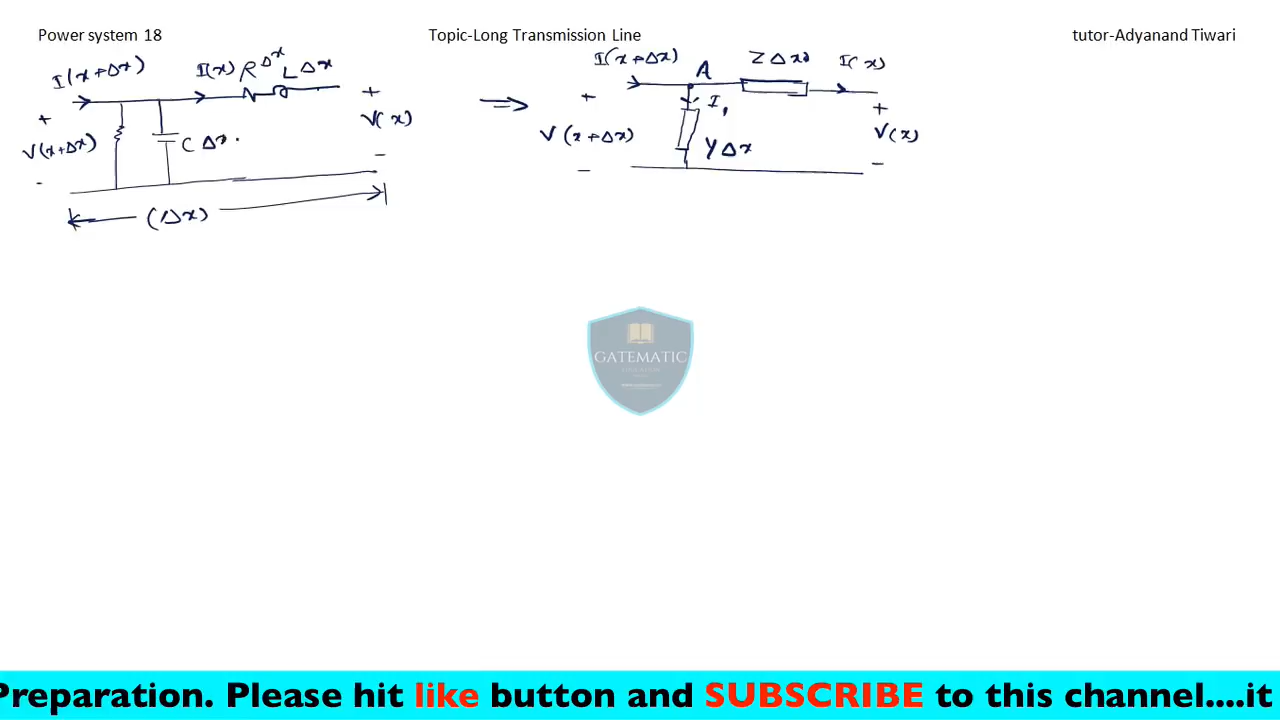 Power system 18
Topic-Long Transmission Line
tutor-Adyanand Tiwari
I(x+Δx)
I(x) RΔx LΔx
+
+
V(x+Δx)
CΔx
V(x)
-
-
(Δx)
⇒
I(x+Δx)
A
ZΔx
I(x)
+
I₁
+
V(x+Δx)
YΔx
V(x)
-
-
GATEMATIC
EDUCATION
Preparation. Please hit like button and SUBSCRIBE to this channel....it